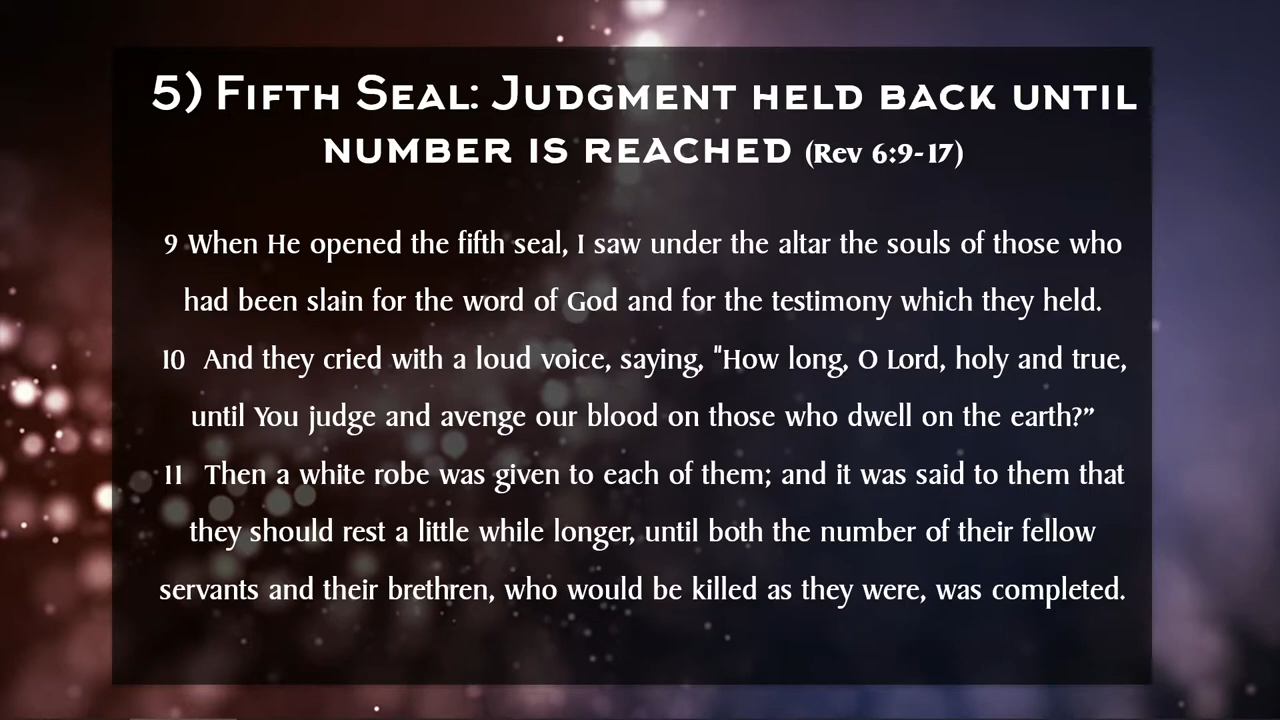 5) Fifth Seal: Judgment held back until
number is reached (Rev 6:9-17)
9 When He opened the fifth seal, I saw under the altar the souls of those who
had been slain for the word of God and for the testimony which they held.
10 And they cried with a loud voice, saying, "How long, O Lord, holy and true,
until You judge and avenge our blood on those who dwell on the earth?”
11 Then a white robe was given to each of them; and it was said to them that
they should rest a little while longer, until both the number of their fellow
servants and their brethren, who would be killed as they were, was completed.